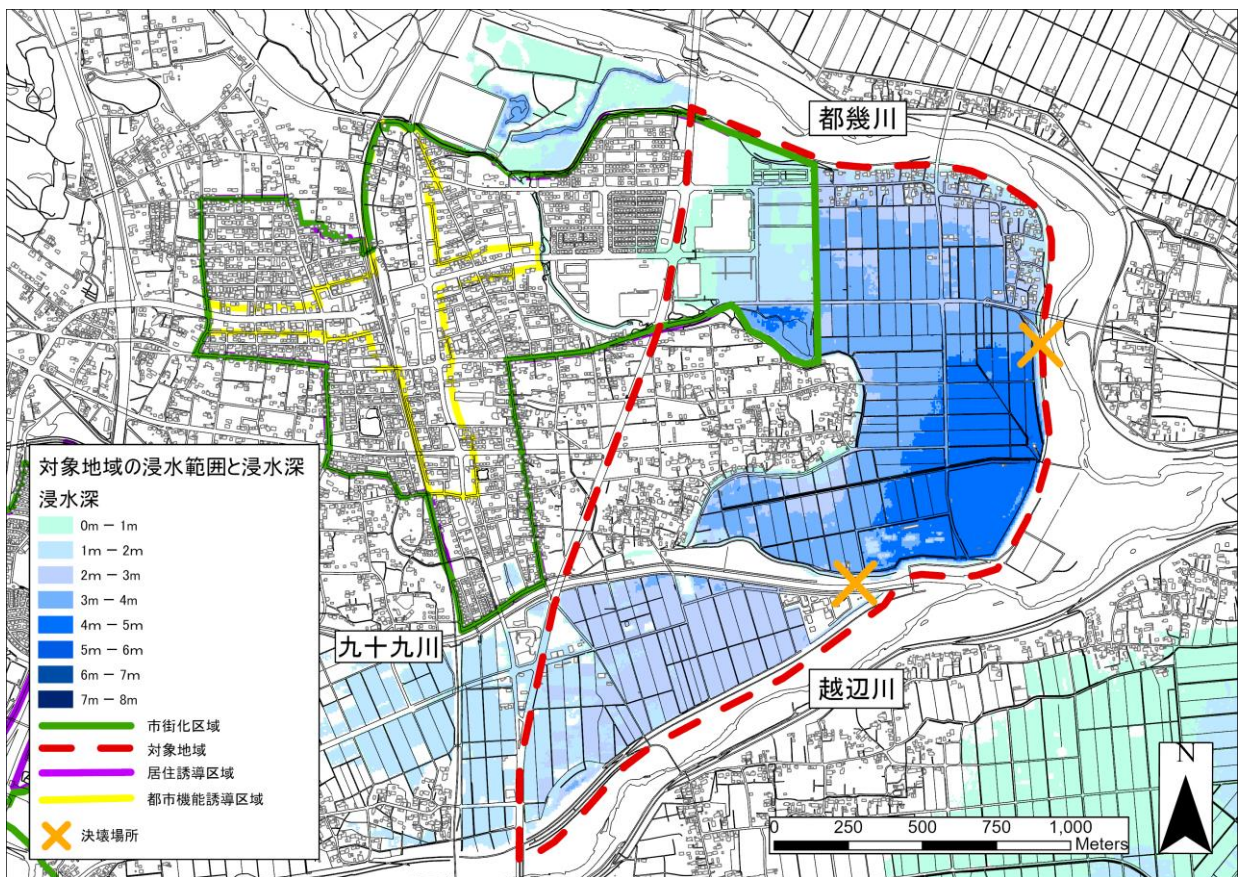 都幾川
対象地域の浸水範囲と浸水深
浸水深
0m － 1m
1m － 2m
2m － 3m
3m － 4m
4m － 5m
5m － 6m
6m － 7m
7m － 8m
市街化区域
対象地域
居住誘導区域
都市機能誘導区域
決壊場所
九十九川
越辺川
N
0 250 500 750 1,000
Meters